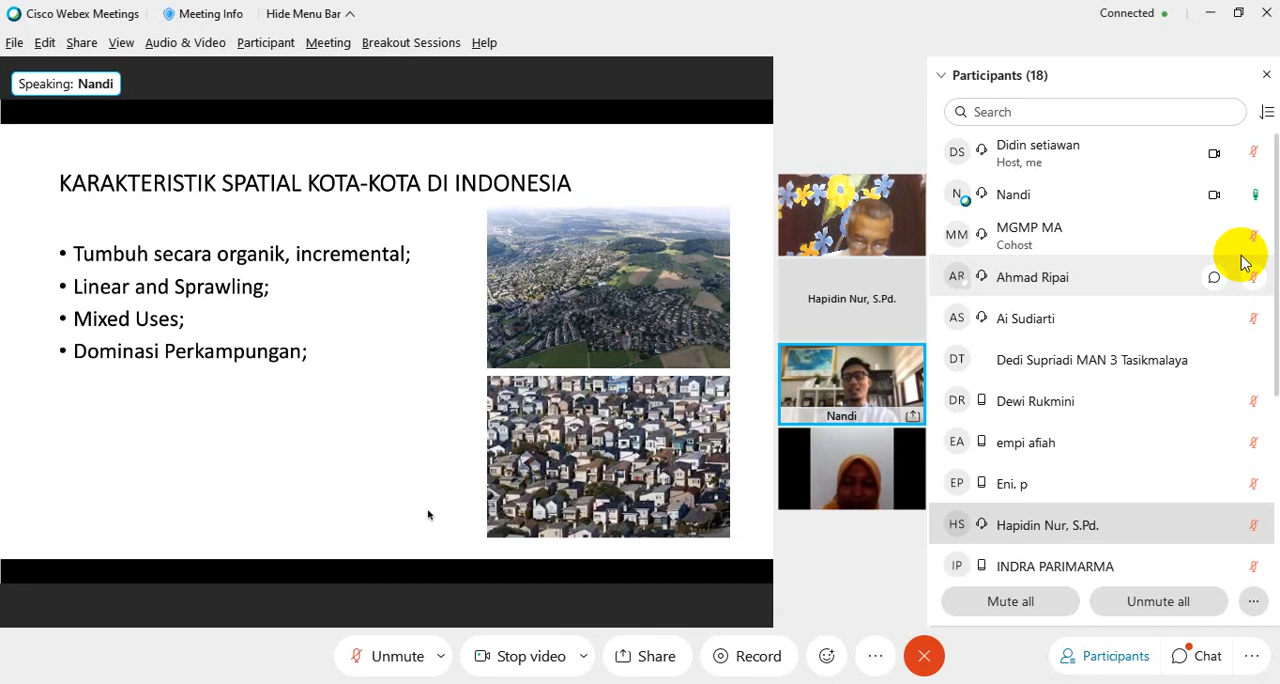 Cisco Webex Meetings
Meeting Info
Hide Menu Bar
Connected
File Edit Share View Audio & Video Participant Meeting Breakout Sessions Help
Speaking: Nandi
KARAKTERISTIK SPATIAL KOTA-KOTA DI INDONESIA
• Tumbuh secara organik, incremental;
• Linear and Sprawling;
• Mixed Uses;
• Dominasi Perkampungan;
Hapidin Nur, S.Pd.
Nandi
Participants (18)
Search
DS Didin setiawan
Host, me
N Nandi
MM MGMP MA
Cohost
AR Ahmad Ripai
AS Ai Sudiarti
DT Dedi Supriadi MAN 3 Tasikmalaya
DR Dewi Rukmini
EA empi afiah
EP Eni. p
HS Hapidin Nur, S.Pd.
IP INDRA PARIMARMA
Mute all
Unmute all
Unmute
Stop video
Share
Record
Participants
Chat